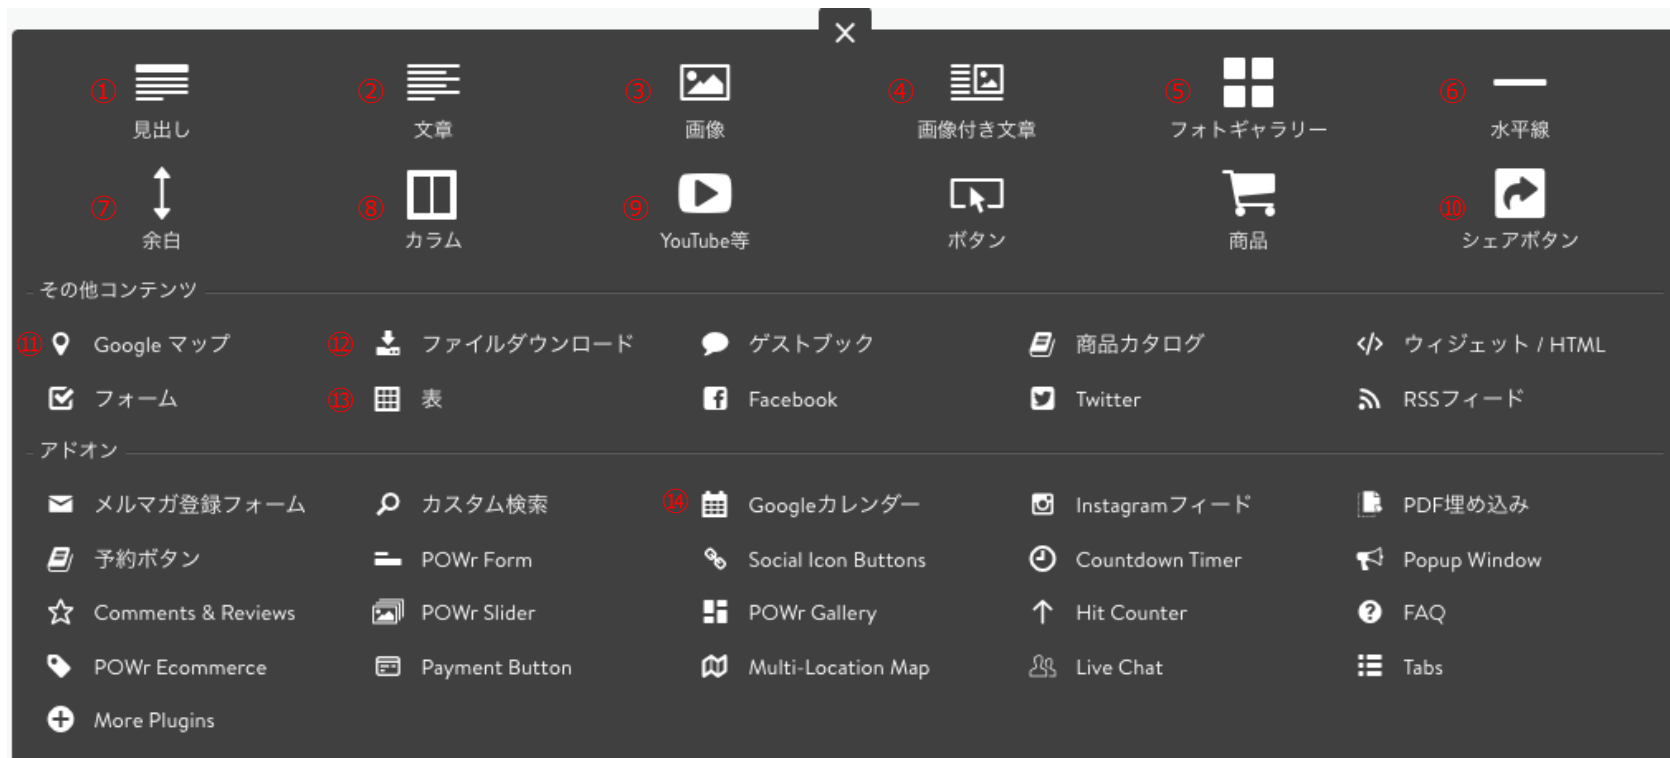 ① ② ③ ④ ⑤ ⑥
見出し 文章 画像 画像付き文章 フォトギャラリー 水平線
⑦ ⑧ ⑨ ⑩
余白 カラム YouTube等 ボタン 商品 シェアボタン
その他コンテンツ
⑪ Google マップ ⑫ ファイルダウンロード ゲストブック 商品カタログ ウィジェット / HTML
フォーム ⑬ 表 Facebook Twitter RSSフィード
アドオン
メルマガ登録フォーム カスタム検索 ⑭ Googleカレンダー Instagramフィード PDF埋め込み
予約ボタン POWr Form Social Icon Buttons Countdown Timer Popup Window
Comments & Reviews POWr Slider POWr Gallery Hit Counter FAQ
POWr Ecommerce Payment Button Multi-Location Map Live Chat Tabs
More Plugins